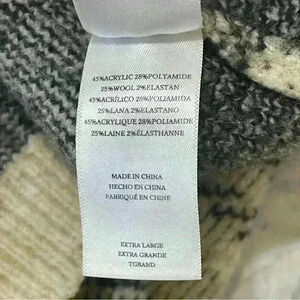 45%ACRYLIC 28%POLYAMIDE
25%WOOL 2%ELASTAN
45%ACRÍLICO 28%POLIAMIDA
25%LANA 2%ELASTANO
45%ACRYLIQUE 28%POLIAMIDE
25%LAINE 2%ÉLASTHANNE
MADE IN CHINA
HECHO EN CHINA
FABRIQUÉ EN CHINE
EXTRA LARGE
EXTRA GRANDE
TGRAND